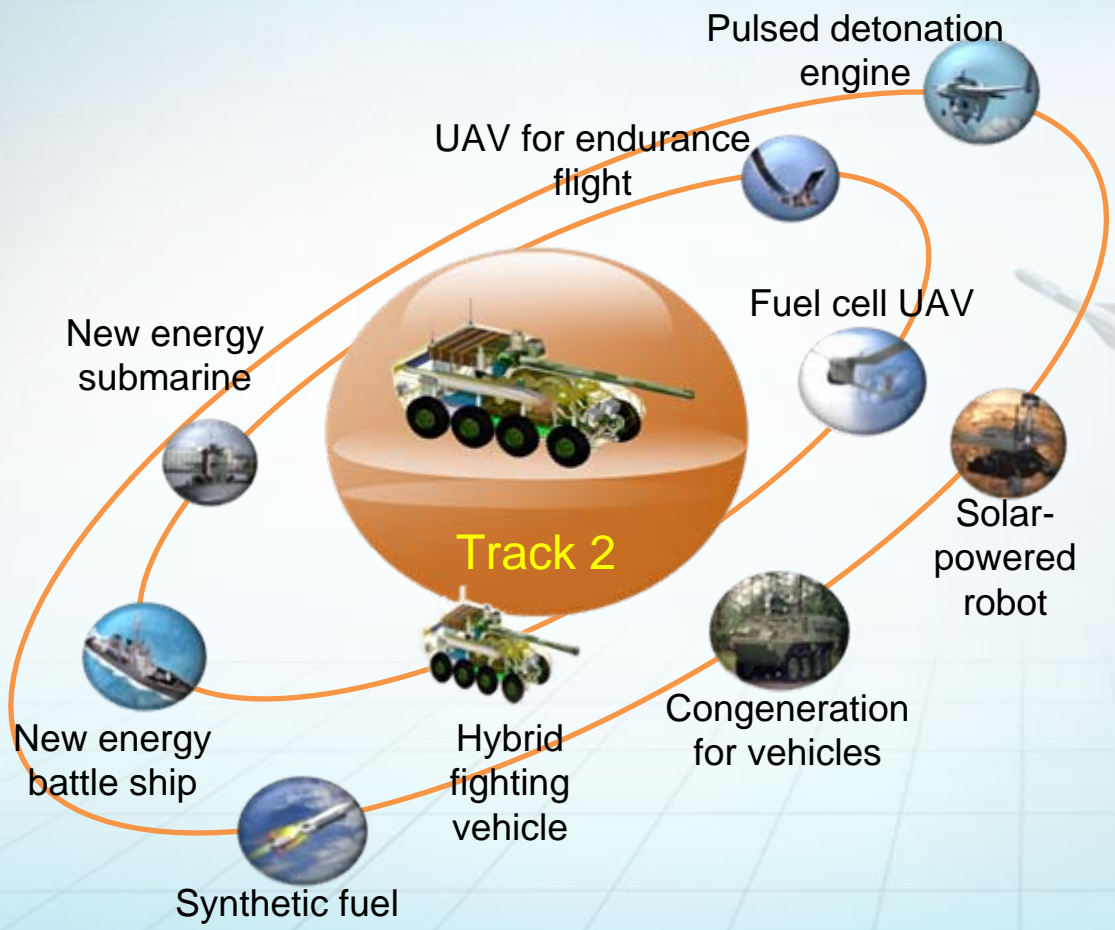 Pulsed detonation
engine
UAV for endurance
flight
Fuel cell UAV
New energy
submarine
Track 2
Solar-
powered
robot
Congeneration
for vehicles
Hybrid
fighting
vehicle
New energy
battle ship
Synthetic fuel